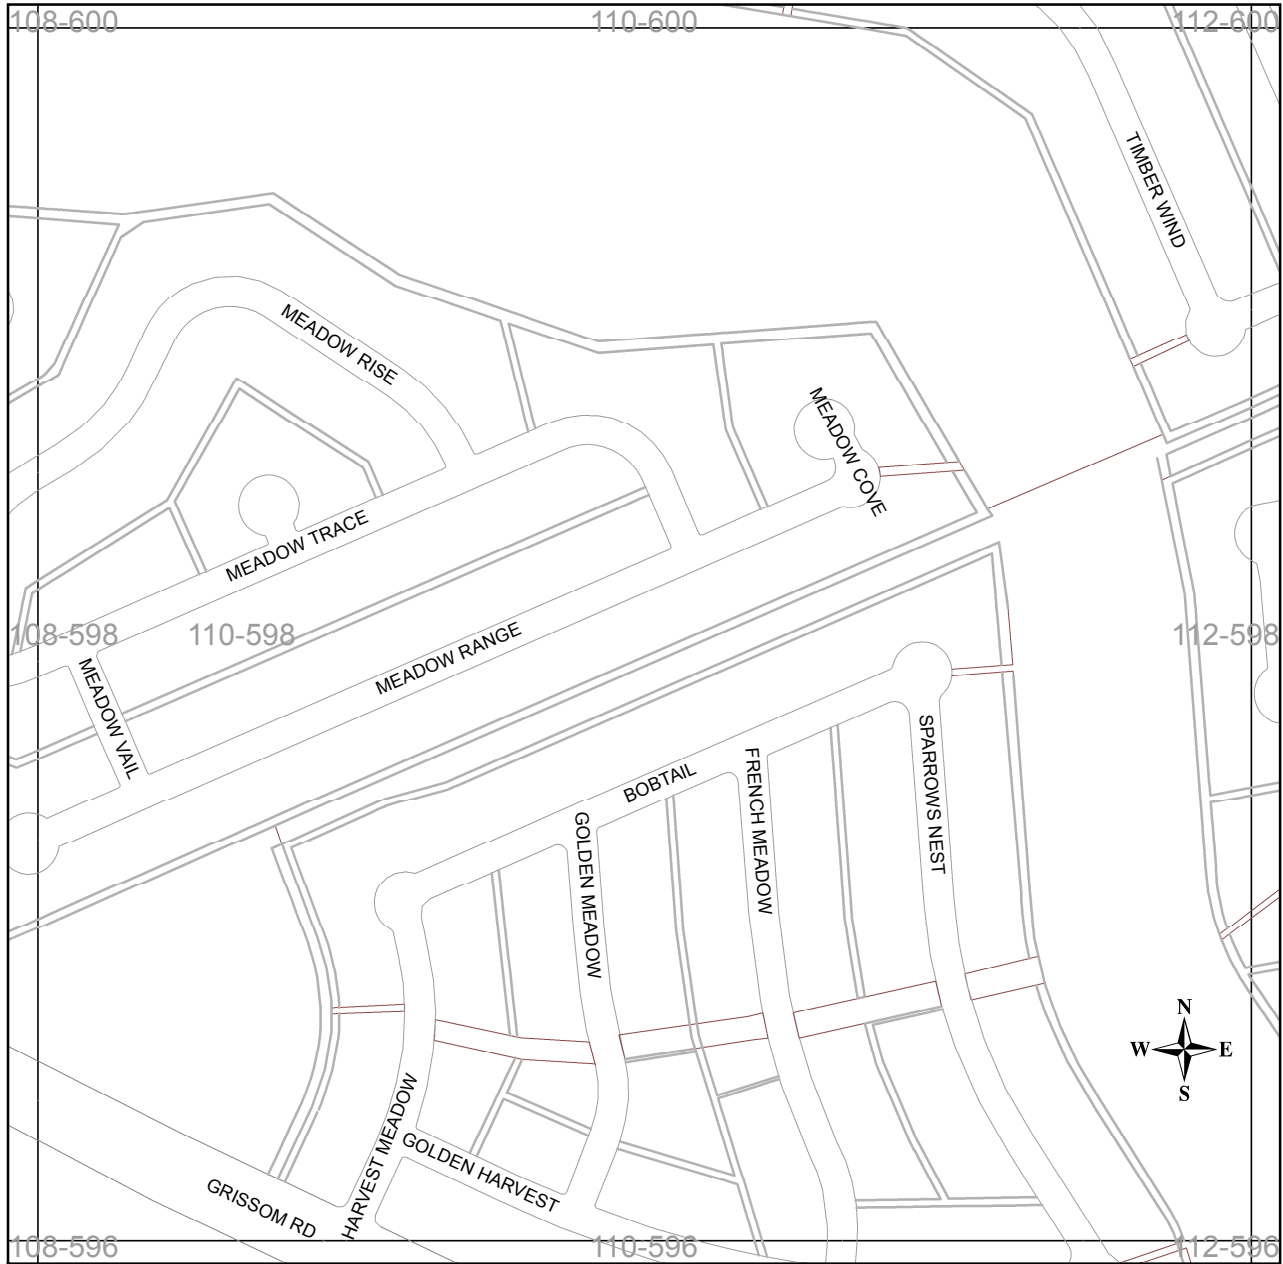 108-600
110-600
112-600
TIMBER WIND
MEADOW RISE
MEADOW COVE
MEADOW TRACE
108-598
110-598
112-598
MEADOW RANGE
MEADOW VAIL
SPARROWS NEST
FRENCH MEADOW
BOBTAIL
GOLDEN MEADOW
N
W
E
S
HARVEST MEADOW
GOLDEN HARVEST
GRISSOM RD
108-596
110-596
112-596